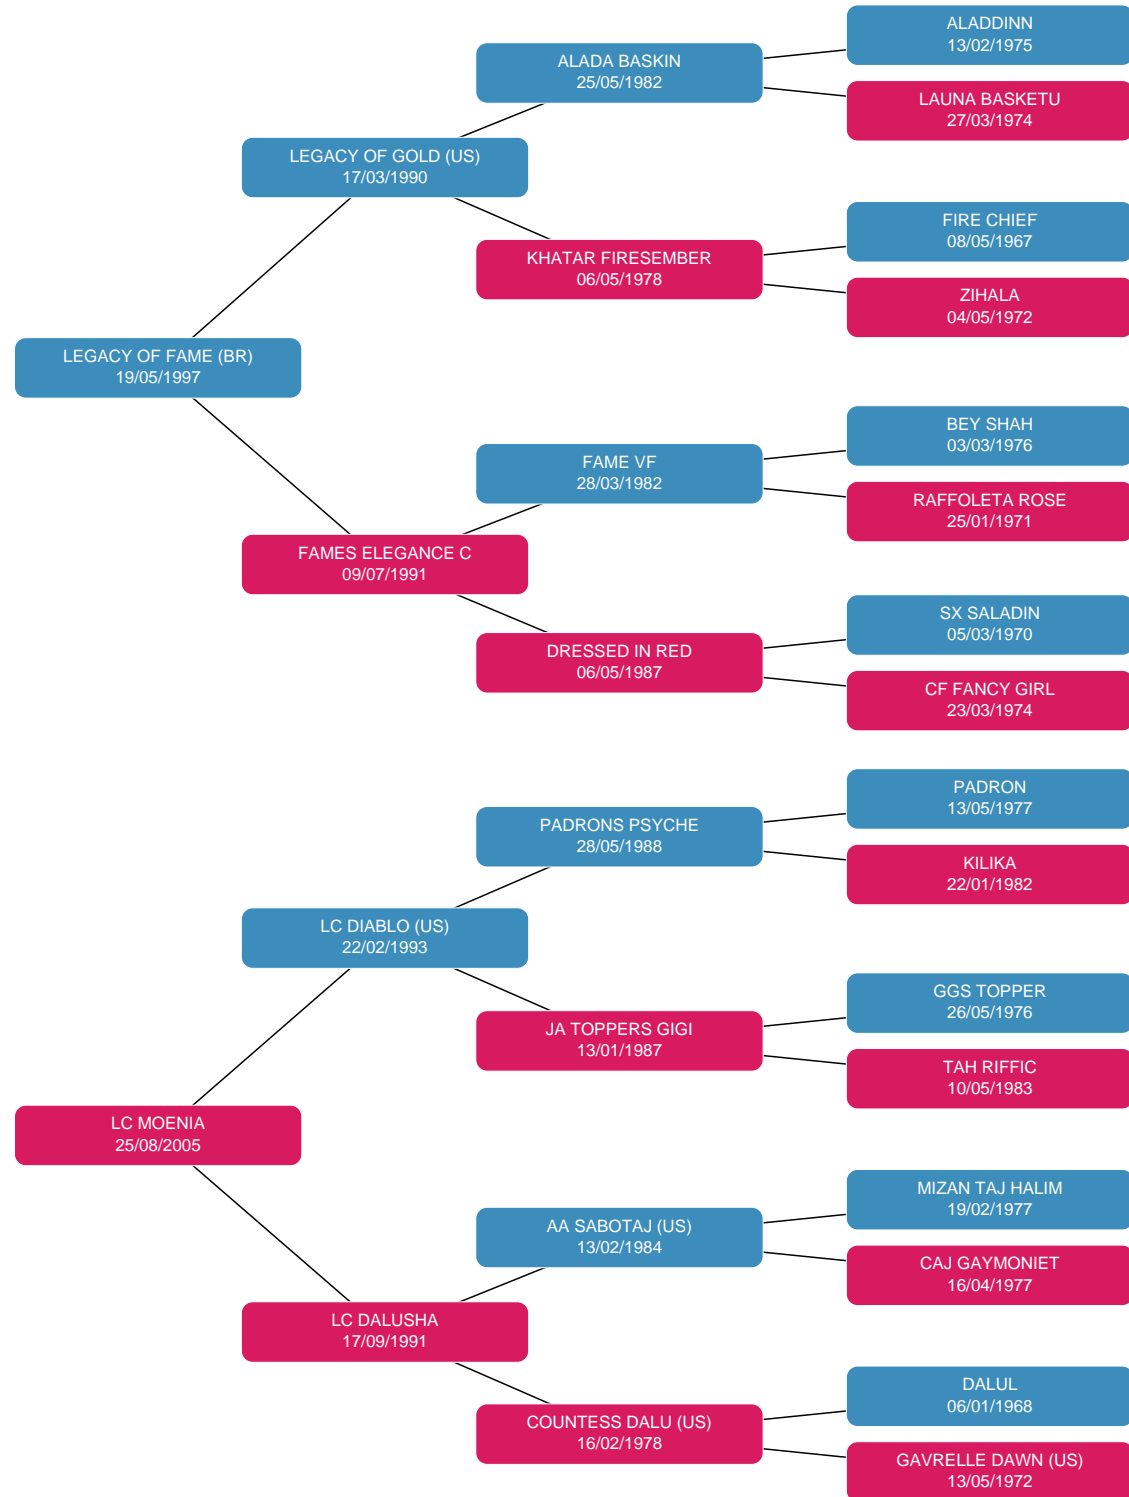 ALADDINN
13/02/1975
ALADA BASKIN
25/05/1982
LAUNA BASKETU
27/03/1974
LEGACY OF GOLD (US)
17/03/1990
FIRE CHIEF
08/05/1967
KHATAR FIRESEMBER
06/05/1978
ZIHALA
04/05/1972
LEGACY OF FAME (BR)
19/05/1997
BEY SHAH
03/03/1976
FAME VF
28/03/1982
RAFFOLETA ROSE
25/01/1971
FAMES ELEGANCE C
09/07/1991
SX SALADIN
05/03/1970
DRESSED IN RED
06/05/1987
CF FANCY GIRL
23/03/1974
PADRON
13/05/1977
PADRONS PSYCHE
28/05/1988
KILIKA
22/01/1982
LC DIABLO (US)
22/02/1993
GGS TOPPER
26/05/1976
JA TOPPERS GIGI
13/01/1987
TAH RIFFIC
10/05/1983
LC MOENIA
25/08/2005
MIZAN TAJ HALIM
19/02/1977
AA SABOTAJ (US)
13/02/1984
CAJ GAYMONIET
16/04/1977
LC DALUSHA
17/09/1991
DALUL
06/01/1968
COUNTESS DALU (US)
16/02/1978
GAVRELLE DAWN (US)
13/05/1972